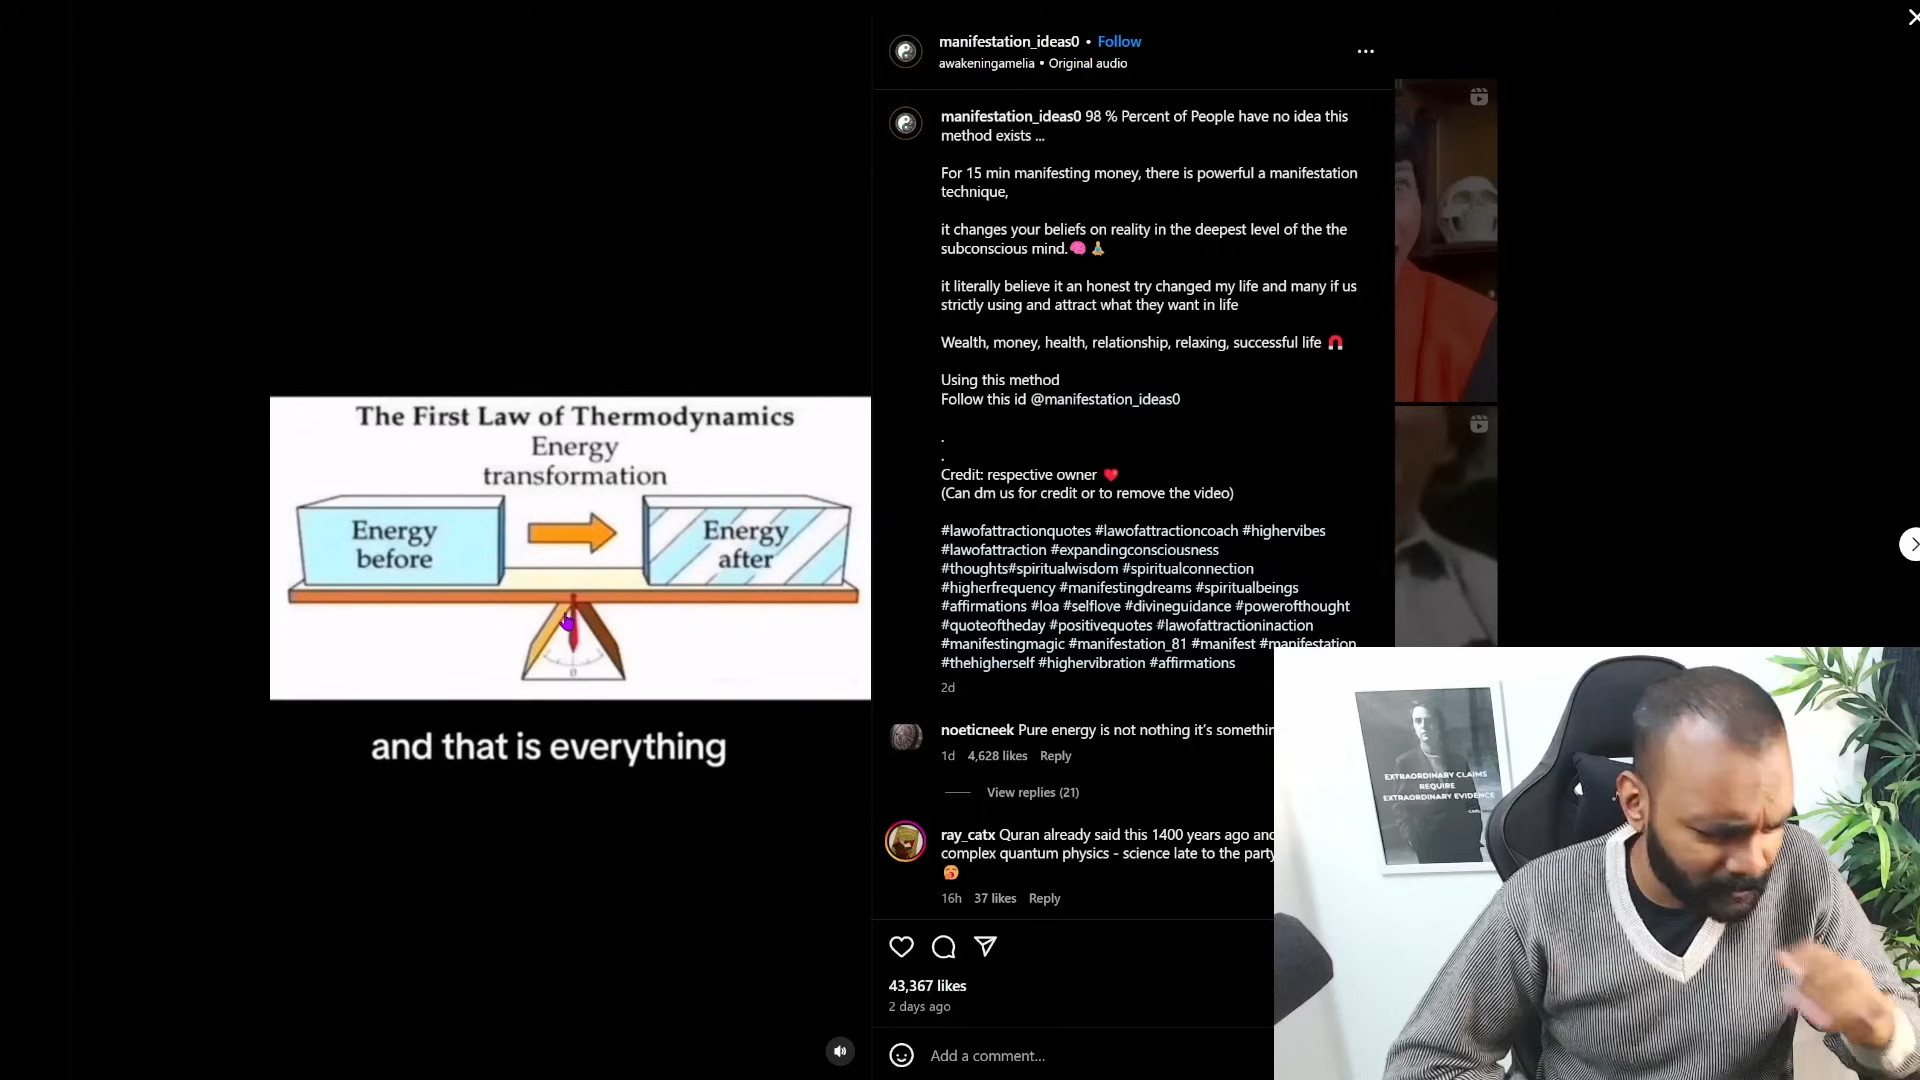 manifestation_ideas0 • Follow
awakeningamelia • Original audio
manifestation_ideas0 98 % Percent of People have no idea this
method exists ...
For 15 min manifesting money, there is powerful a manifestation
technique,
it changes your beliefs on reality in the deepest level of the the
subconscious mind.🧠🧘
it literally believe it an honest try changed my life and many if us
strictly using and attract what they want in life
Wealth, money, health, relationship, relaxing, successful life 🧲
Using this method
Follow this id @manifestation_ideas0
.
.
Credit: respective owner ❤️
(Can dm us for credit or to remove the video)
#lawofattractionquotes #lawofattractioncoach #highervibes
#lawofattraction #expandingconsciousness
#thoughts#spiritualwisdom #spiritualconnection
#higherfrequency #manifestingdreams #spiritualbeings
#affirmations #loa #selflove #divineguidance #powerofthought
#quoteoftheday #positivequotes #lawofattractioninaction
#manifestingmagic #manifestation_81 #manifest #manifestation
#thehigherself #highervibration #affirmations
2d
noeticneek Pure energy is not nothing it's somethin
1d 4,628 likes Reply
View replies (21)
ray_catx Quran already said this 1400 years ago and
complex quantum physics - science late to the party
16h 37 likes Reply
43,367 likes
2 days ago
Add a comment...
The First Law of Thermodynamics
Energy
transformation
Energy
before
Energy
after
0
and that is everything
EXTRAORDINARY CLAIMS
REQUIRE
EXTRAORDINARY EVIDENCE